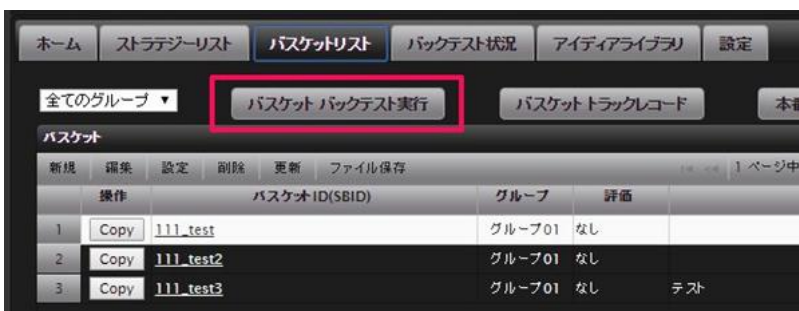 ホーム ストラテジーリスト バスケットリスト バックテスト状況 アイディアライブラリ 設定
全てのグループ ▼ バスケット バックテスト実行 バスケット トラックレコード 本番
バスケット
新規 編集 設定 削除 更新 ファイル保存 1 ページ中
操作 バスケットID(SBID) グループ 評価
1 Copy 111_test グループ01 なし
2 Copy 111_test2 グループ01 なし
3 Copy 111_test3 グループ01 なし テスト